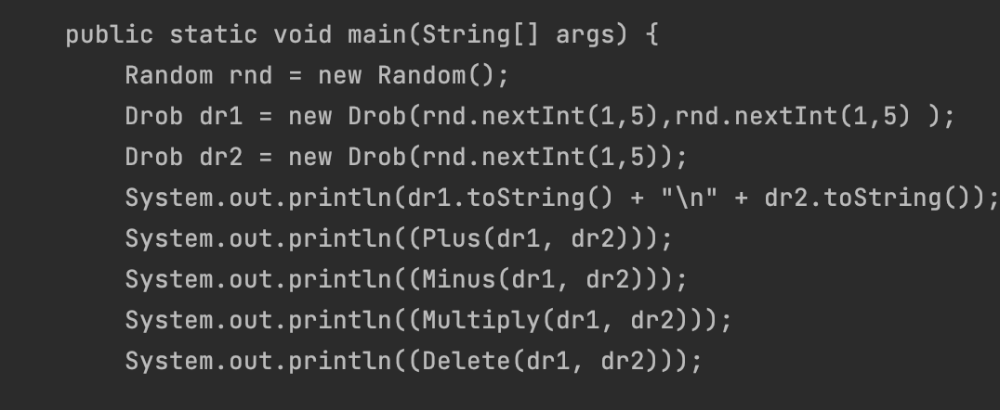 public static void main(String[] args) {
Random rnd = new Random();
Drob dr1 = new Drob(rnd.nextInt(1,5),rnd.nextInt(1,5) );
Drob dr2 = new Drob(rnd.nextInt(1,5));
System.out.println(dr1.toString() + "\n" + dr2.toString());
System.out.println((Plus(dr1, dr2)));
System.out.println((Minus(dr1, dr2)));
System.out.println((Multiply(dr1, dr2)));
System.out.println((Delete(dr1, dr2)));